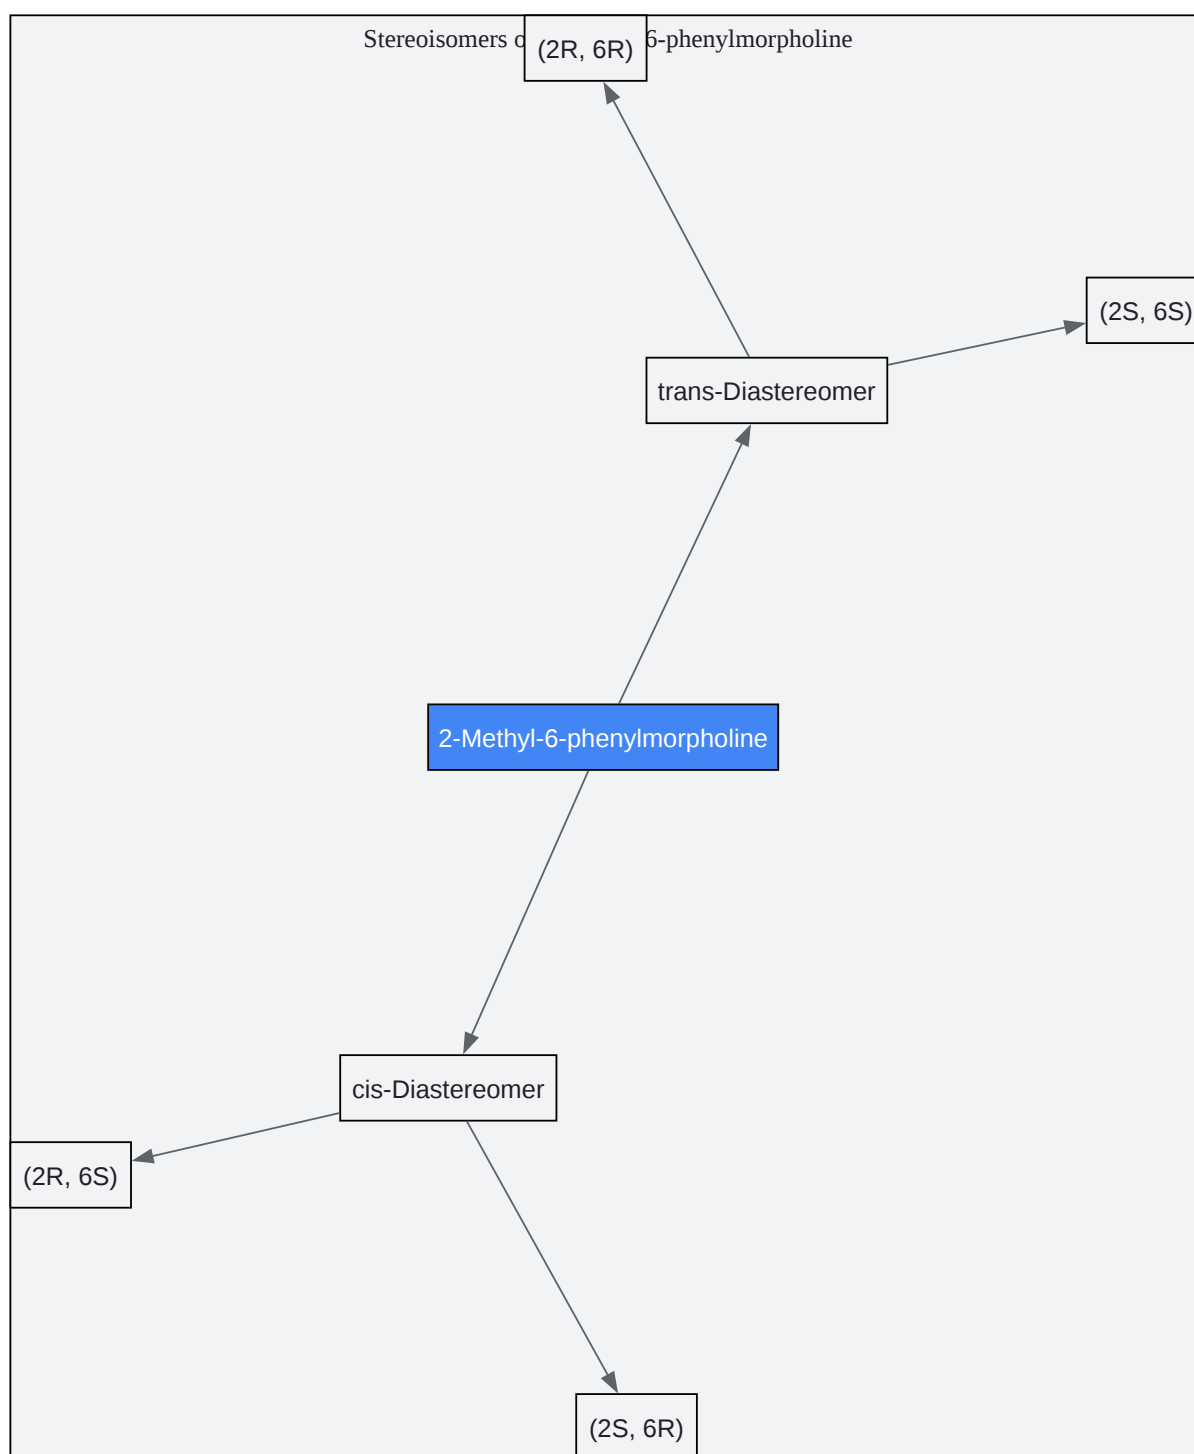 Stereoisomers o 6-phenylmorpholine
(2R, 6R)
(2S, 6S)
trans-Diastereomer
2-Methyl-6-phenylmorpholine
cis-Diastereomer
(2R, 6S)
(2S, 6R)